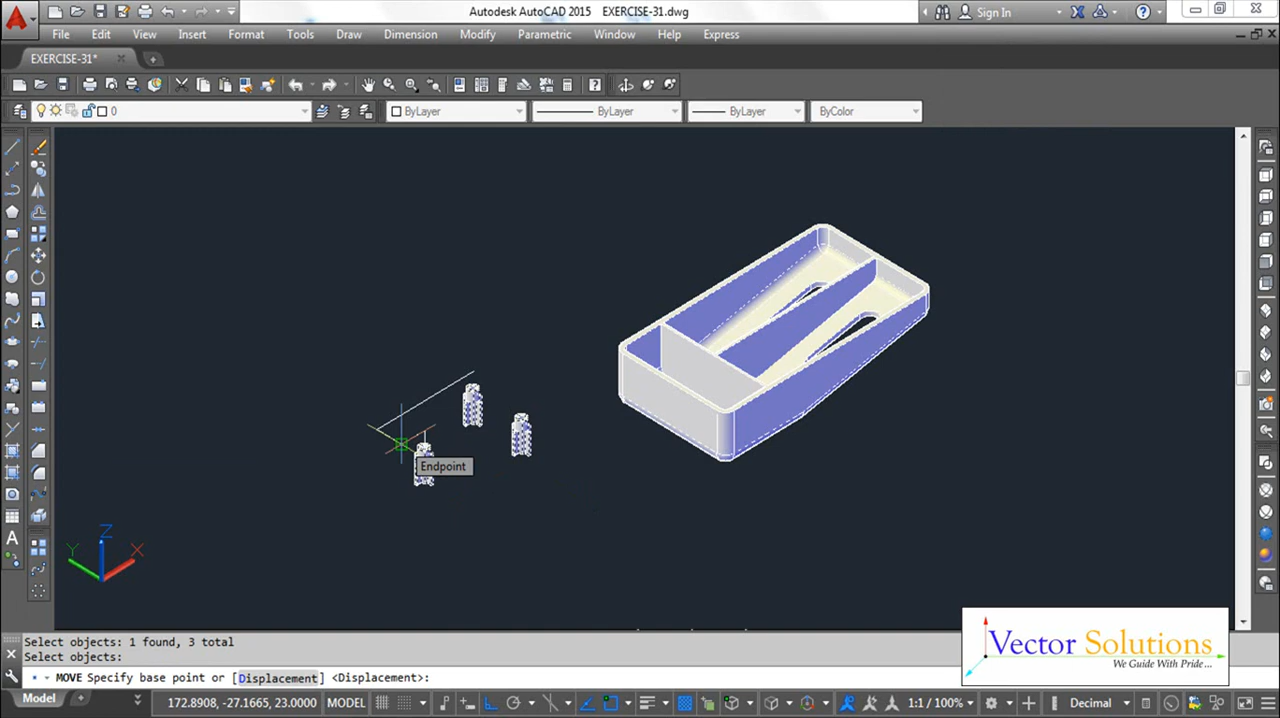 Autodesk AutoCAD 2015 EXERCISE-31.dwg
Sign In
File Edit View Insert Format Tools Draw Dimension Modify Parametric Window Help Express
EXERCISE-31*
0 ByLayer ByLayer ByLayer ByColor
Endpoint
Z
Y X
A
Select objects: 1 found, 3 total
Select objects:
MOVE Specify base point or [Displacement] <Displacement>:
Vector Solutions
We Guide With Pride...
Model 172.8908, -27.1665, 23.0000 MODEL 1:1 / 100% Decimal